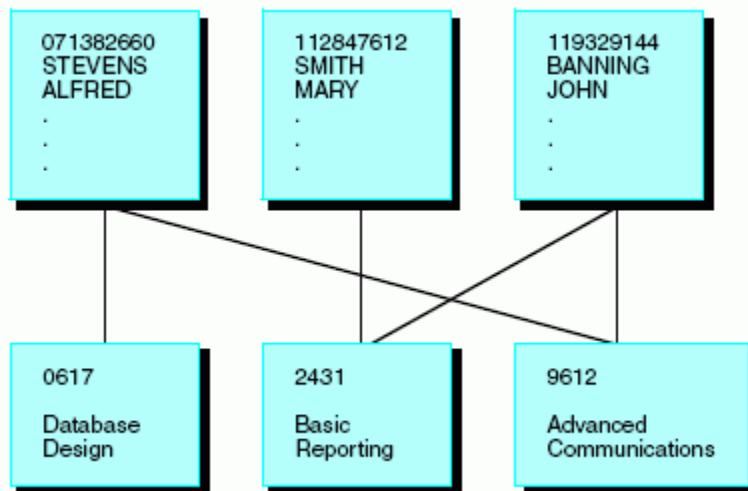 071382660
STEVENS
ALFRED
.
.
.
112847612
SMITH
MARY
.
.
.
119329144
BANNING
JOHN
.
.
.
0617
Database
Design
2431
Basic
Reporting
9612
Advanced
Communications